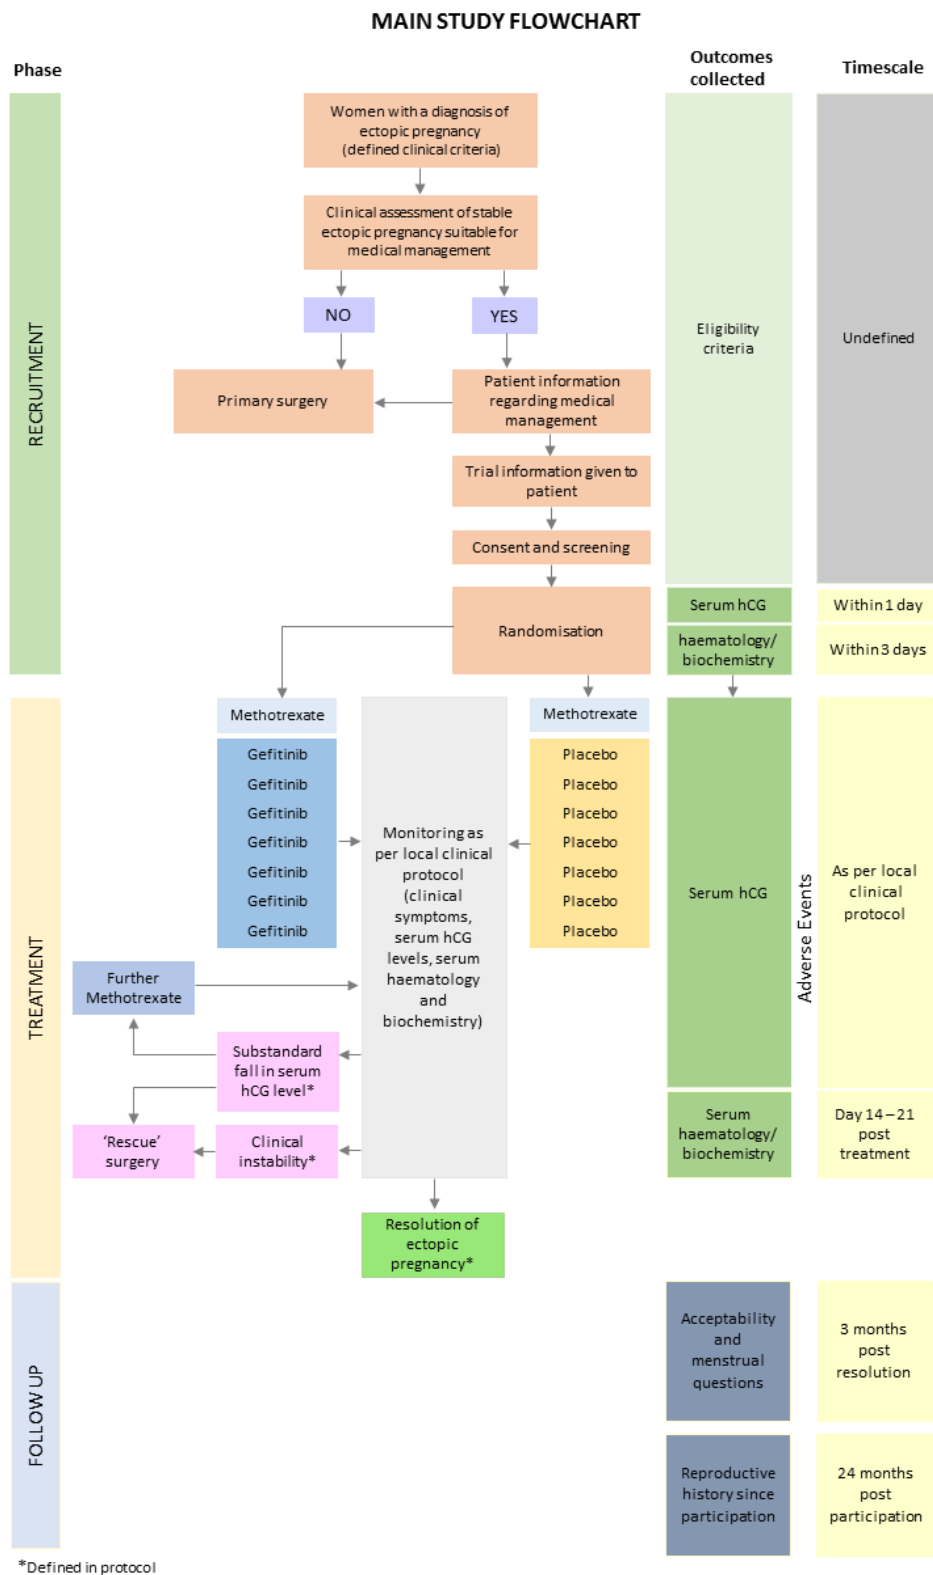 MAIN STUDY FLOWCHART
Phase
Outcomes
collected
Timescale
RECRUITMENT
Women with a diagnosis of
ectopic pregnancy
(defined clinical criteria)
Clinical assessment of stable
ectopic pregnancy suitable for
medical management
NO
YES
Primary surgery
Patient information
regarding medical
management
Trial information given to
patient
Consent and screening
Randomisation
Eligibility
criteria
Undefined
Serum hCG
Within 1 day
haematology/
biochemistry
Within 3 days
TREATMENT
Methotrexate
Gefitinib
Gefitinib
Gefitinib
Gefitinib
Gefitinib
Gefitinib
Gefitinib
Monitoring as
per local clinical
protocol
(clinical
symptoms,
serum hCG
levels, serum
haematology
and
biochemistry)
Methotrexate
Placebo
Placebo
Placebo
Placebo
Placebo
Placebo
Placebo
Serum hCG
Adverse Events
As per local
clinical
protocol
Further
Methotrexate
Substandard
fall in serum
hCG level*
‘Rescue’
surgery
Clinical
instability*
Serum
haematology/
biochemistry
Day 14 – 21
post
treatment
Resolution of
ectopic
pregnancy*
FOLLOW UP
Acceptability
and
menstrual
questions
3 months
post
resolution
Reproductive
history since
participation
24 months
post
participation
*Defined in protocol